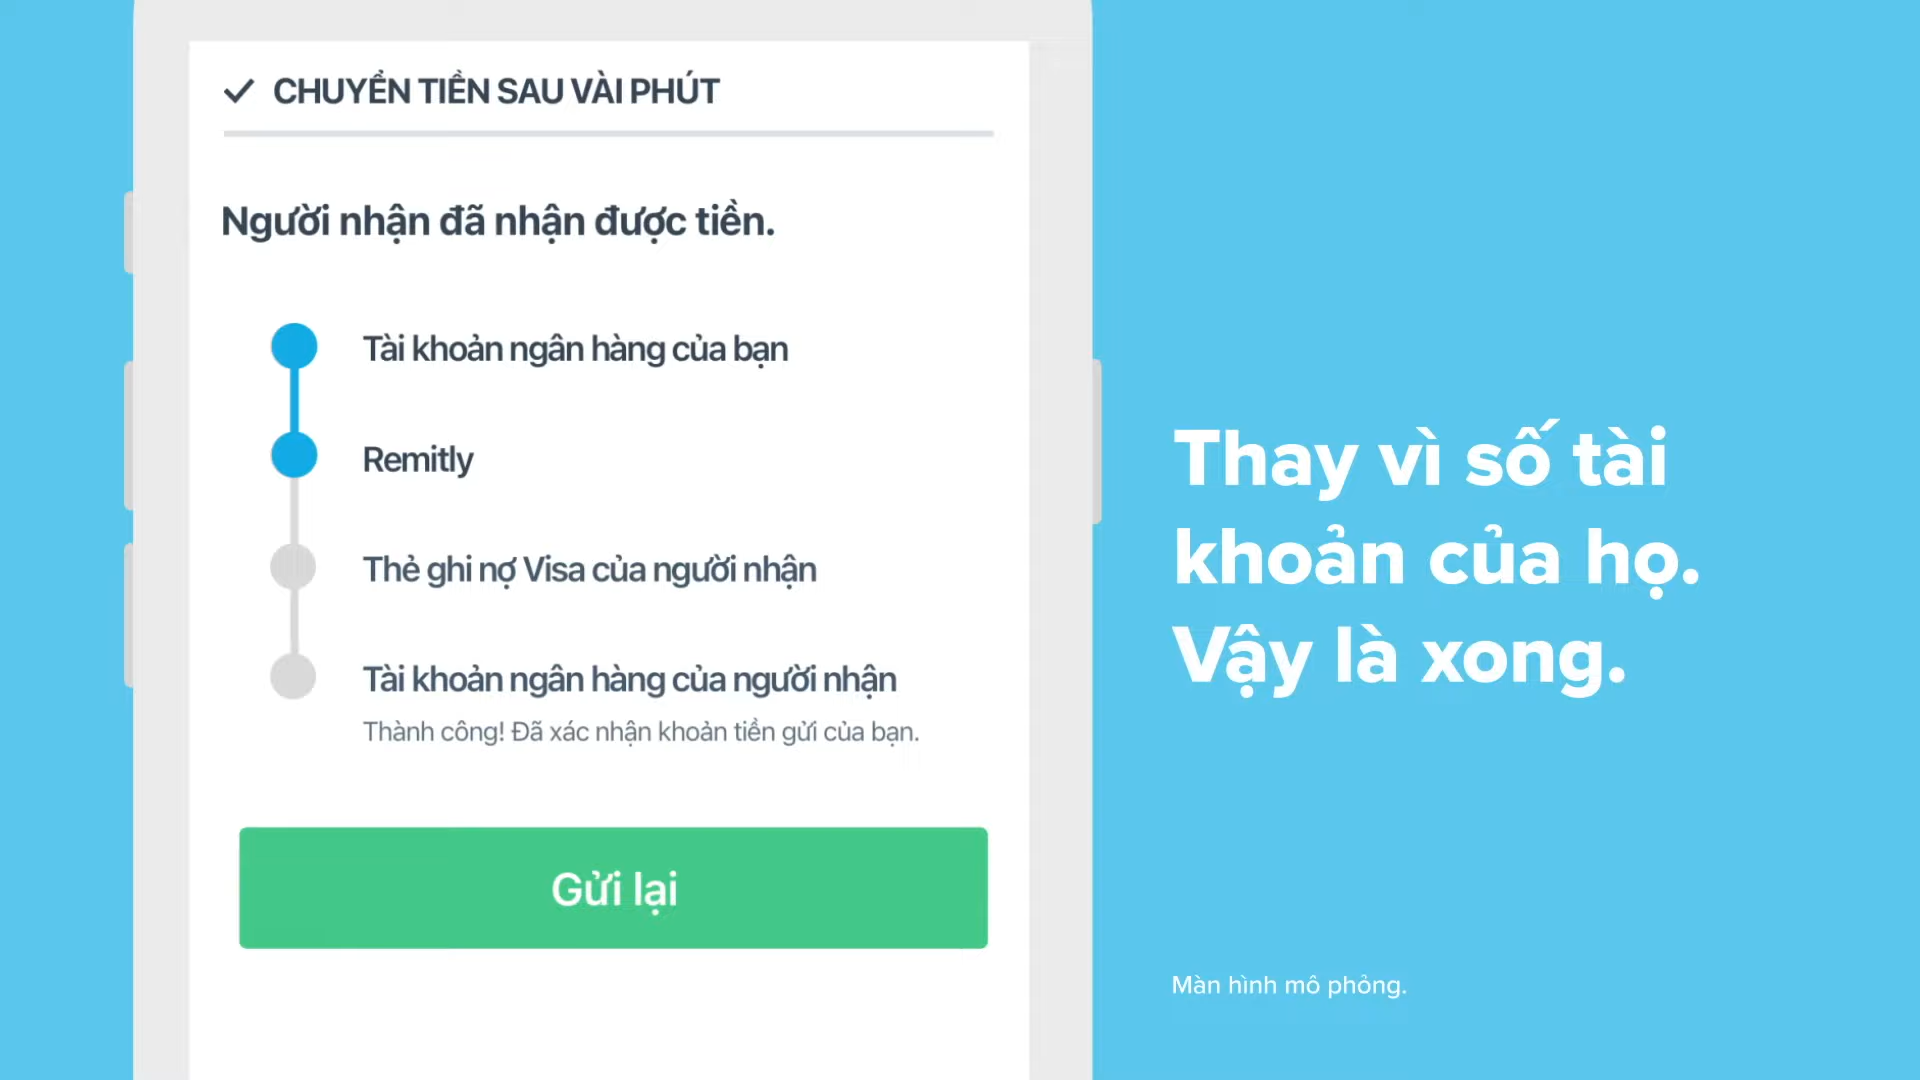 CHUYỂN TIỀN SAU VÀI PHÚT
Người nhận đã nhận được tiền.
Tài khoản ngân hàng của bạn
Remitly
Thẻ ghi nợ Visa của người nhận
Tài khoản ngân hàng của người nhận
Thành công! Đã xác nhận khoản tiền gửi của bạn.
Gửi lại
Thay vì số tài
khoản của họ.
Vậy là xong.
Màn hình mô phỏng.